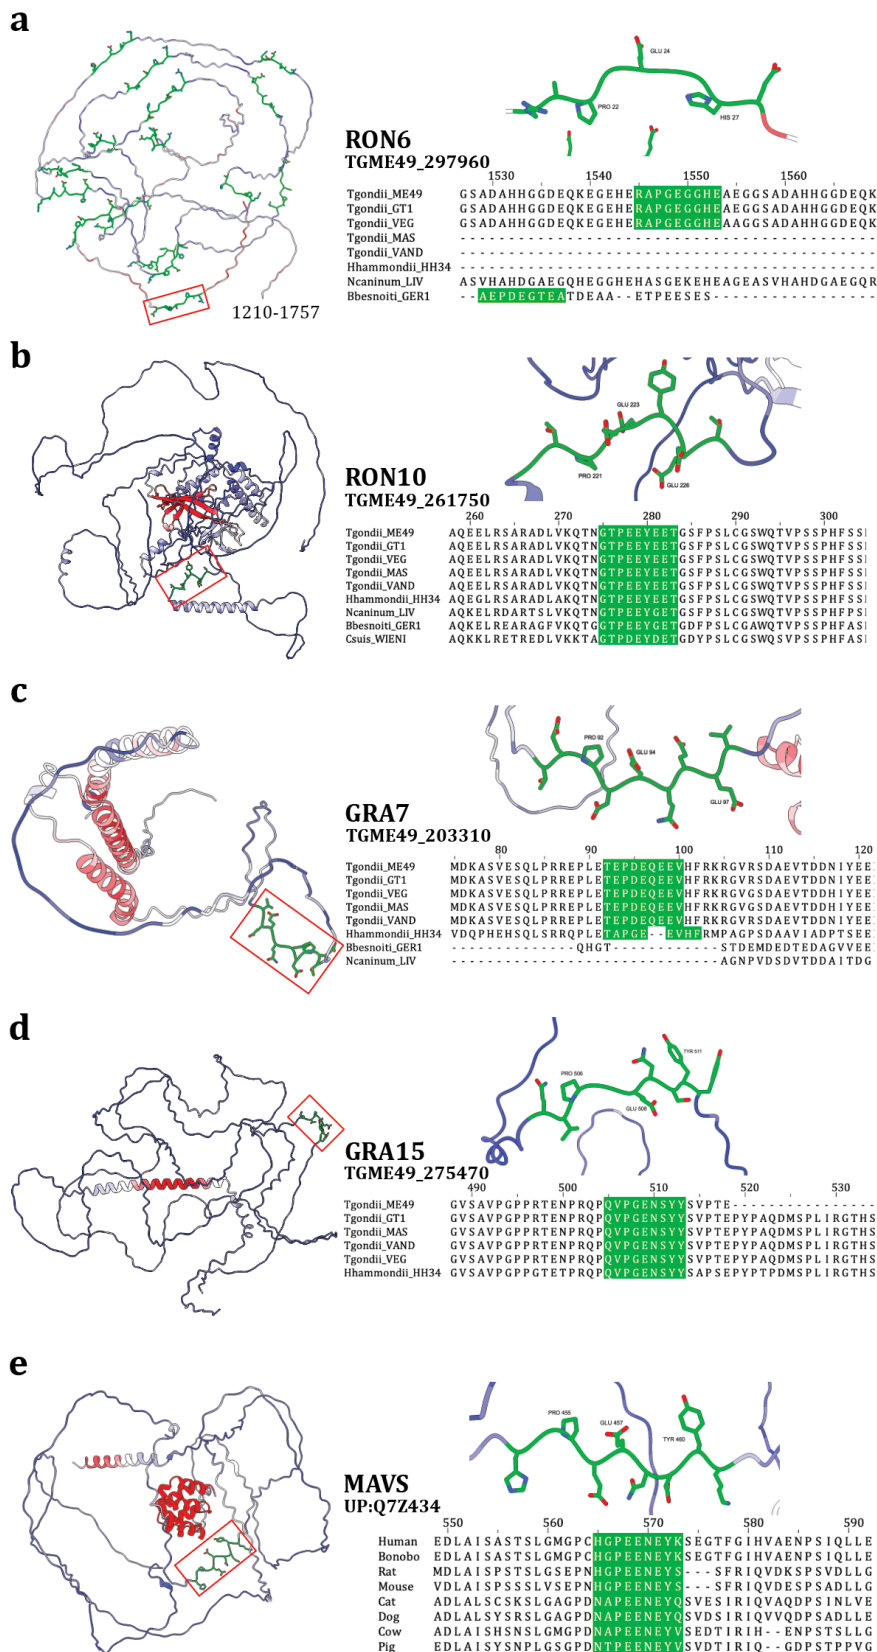 a
GLU 24
PRO 22
HIS 27
RON6
TGME49_297960
1530 1540 1550 1560
Tgondii_ME49 GSADAHHGGDEQKEGEHERAPGEGGHEAEGGSADAHHGGDEQK
Tgondii_GT1 GSADAHHGGDEQKEGEHERAPGEGGHEAEGGSADAHHGGDEQK
Tgondii_VEG GSADAHHGGDEQKEGEHERAPGEGGHEAAGGSADAHHGGDEQK
Tgondii_MAS - - - - - - - - - - - - - - - - - - - - - - - - - - - - - - - - - - - - - - - - - - -
Tgondii_VAND - - - - - - - - - - - - - - - - - - - - - - - - - - - - - - - - - - - - - - - - - - -
Hhammondii_HH34 - - - - - - - - - - - - - - - - - - - - - - - - - - - - - - - - - - - - - - - - - - -
Ncaninum_LIV ASVHAHDGAEGQHEGGHEHASGEKEHEAGEASVHAHDGAEGQR
Bbesnoiti_GER1 --AEPDEGTEATDEAA--ETPEESES----------------
1210-1757
b
GLU 223
PRO 221
GLU 226
RON10
TGME49_261750
260 270 280 290 300
Tgondii_ME49 AQEELRSARADLVKQTNGTPEEYEETGSFPSLCGSWQTVPSSPHFSS
Tgondii_GT1 AQEELRSARADLVKQTNGTPEEYEETGSFPSLCGSWQTVPSSPHFSS
Tgondii_VEG AQEELRSARADLVKQTNGTPEEYEETGSFPSLCGSWQTVPSSPHFSS
Tgondii_MAS AQEELRSARADLVKQTNGTPEEYEETGSFPSLCGSWQTVPSSPHFSS
Tgondii_VAND AQEELRSARADLVKQTNGTPEEYEETGSFPSLCGSWQTVPSSPHFSS
Hhammondii_HH34 AQEGLRSARADLAKQTNGTPEEYEETGSFPSLCGSWQTVPSSPHFSS
Ncaninum_LIV AQKELRDARTSLVKQTNGTPEEYGETGSFPSLCGSWQTVPSSPHFPS
Bbesnoiti_GER1 AQEERARAGFVKQTGGTPEEYGETGDFPSLCGAWQTVPSSPHFSS
Csuis_WIENI AQKKLRETREDLVKKTAGTPDEYDETGDYPSLCGSWQSVPSSPHFAS
c
PRO 92
GLU 94
GLU 97
GRA7
TGME49_203310
80 90 100 110 120
Tgondii_ME49 MDKASVESQLPRREPLETEPDEQEEVHFRKRGVRSDAEVTDDNIYEE
Tgondii_GT1 MDKASVESQLPRREPLETEPDEQEEVHFRKRGVRSDAEVTDDNIYEE
Tgondii_VEG MDKASVESQLPRREPLETEPDEQEEVHFRKRGVRSDAEVTDDNIYEE
Tgondii_MAS MDKASVESQLPRREPLETEPDEQEEVHFRKRGVRSDAEVTDDNIYEE
Tgondii_VAND MDKASVESQLPRREPLETEPDEQEEVHFRKRGVRSDAEVTDDNIYEE
Hhammondii_HH34 VDQPHEHSQLSRRQPLETAPGE--EVHFRMPAGPSDAAVIADPTSEE
Bbesnoiti_GER1 --------------QHGT------------STDEMDEDTEDAGVVEE
Ncaninum_LIV -----------------------------AGNPVDSDVTDDAITDG
d
PRO 506
TYR 511
GLU 508
GRA15
TGME49_275470
490 500 510 520 530
Tgondii_ME49 GVSAVPGPPRTENPRQPQVPGENSYYSVPTE----------------
Tgondii_GT1 GVSAVPGPPRTENPRQPQVPGENSYYSVPTEPYPAQDMSPLIRGTHS
Tgondii_MAS GVSAVPGPPRTENPRQPQVPGENSYYSVPTEPYPAQDMSPLIRGTHS
Tgondii_VAND GVSAVPGPPRTENPRQPQVPGENSYYSVPTEPYPAQDMSPLIRGTHS
Tgondii_VEG GVSAVPGPPRTENPRQPQVPGENSYYSVPTEPYPAQDMSPLIRGTHS
Hhammondii_HH34 GVSAVPGPPGTETPRQPQVPGENSYYSAPSEPYPTPDMSPLIRGTHS
e
PRO 455
GLU 457
TYR 460
MAVS
UP:Q7Z434
550 560 570 580 590
Human EDLAISASTSLGMGPCHGPEENEYKSEGTFGIHVAENPSIQLLE
Bonobo EDLAISASTSLGMGPCHGPEENEYKSEGTFGIHVAENPSIQLLE
Rat MDLAISPSTSLGSEPNHGPEENEYS---SFRIQVDKSPSVDLLG
Mouse VDLAISPSSSLVSEPNHGPEENEYS---SFRIQVDESPSADLLG
Cat ADLALSCSKSLGAGPDNAPEENEYQSVESIRIQVAQDPSINLVE
Dog ADLALSYSRSLGAGPDNAPEENEYQSVDSIRIQVVQDPSADLLE
Cow ADLAISHSNSLGMGPDNAPEENEYVSEDTIRIH--ENPSTSLLG
Pig EDLAISYSNPLGSGPDNTPEENEYVSVDTIRIQ--GDPSTPVLG